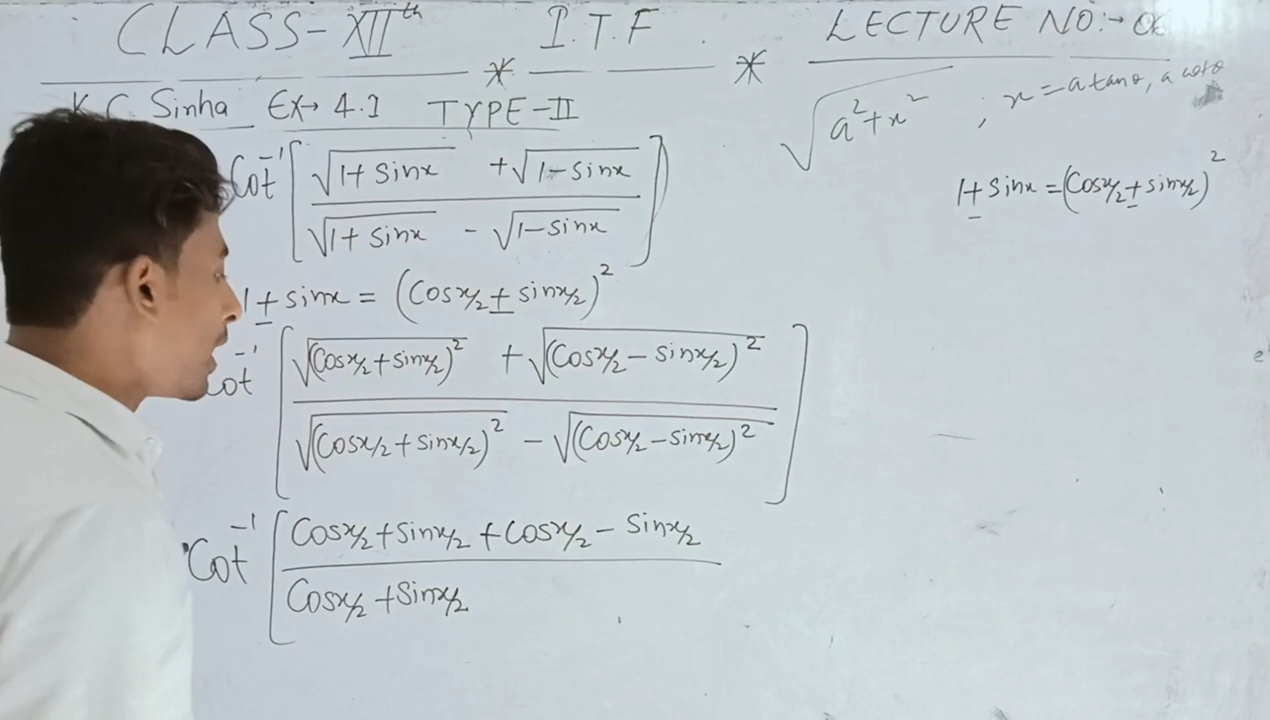 CLASS-XIIth * I.T.F * LECTURE NO:-
K.C. Sinha EX→ 4.1 TYPE-II
√(a²+x²) ; x=a tanθ, a cotθ
Cot⁻¹[(√(1+sinx) + √(1-sinx))/(√(1+sinx) - √(1-sinx))]
1±sinx=(Cosx/2±sinx/2)²
1±sinx = (Cosx/2±sinx/2)²
Cot⁻¹[(√(Cosx/2+sinx/2)² + √(Cosx/2-sinx/2)²)/(√(Cosx/2+sinx/2)² - √(Cosx/2-sinx/2)²)]
Cot⁻¹[(Cosx/2+sinx/2+Cosx/2-sinx/2)/(Cosx/2+sinx/2